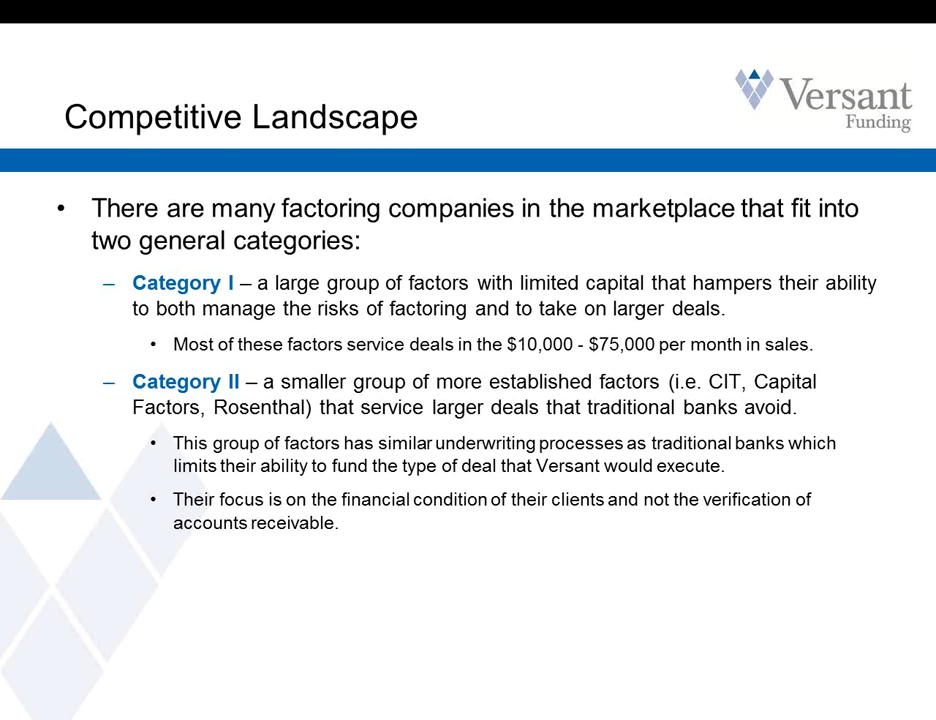 Versant
Funding
Competitive Landscape
• There are many factoring companies in the marketplace that fit into
two general categories:
– Category I – a large group of factors with limited capital that hampers their ability
to both manage the risks of factoring and to take on larger deals.
• Most of these factors service deals in the $10,000 - $75,000 per month in sales.
– Category II – a smaller group of more established factors (i.e. CIT, Capital
Factors, Rosenthal) that service larger deals that traditional banks avoid.
• This group of factors has similar underwriting processes as traditional banks which
limits their ability to fund the type of deal that Versant would execute.
• Their focus is on the financial condition of their clients and not the verification of
accounts receivable.